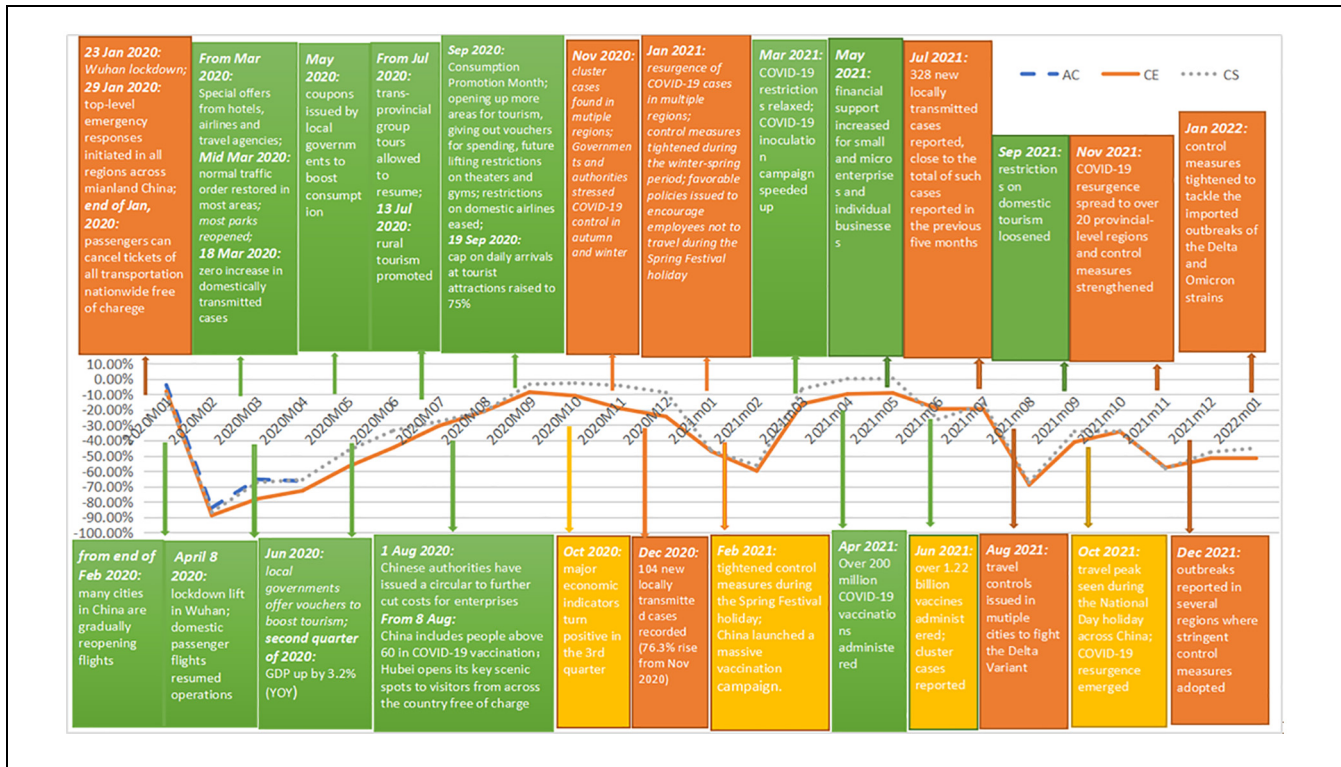 23 Jan 2020:
Wuhan lockdown;
29 Jan 2020:
top-level
emergency
responses
initiated in all
regions across
mianland China;
end of Jan,
2020:
passengers can
cancel tickets of
all transportation
nationwide free
of charege
From Mar
2020:
Special offers
from hotels,
airlines and
travel agencies;
Mid Mar 2020:
normal traffic
order restored in
most areas;
most parks
reopened;
18 Mar 2020:
zero increase in
domestically
transmitted
cases
May
2020:
coupons
issued by
local
governme
nts to
boost
consumpt
ion
From Jul
2020:
trans-
provincial
group
tours
allowed
to
resume;
13 Jul
2020:
rural
tourism
promoted
Sep 2020:
Consumption
Promotion Month;
opening up more
areas for tourism,
giving out vouchers
for spending, future
lifting restrictions
on theaters and
gyms; restrictions
on domestic airlines
eased;
19 Sep 2020:
cap on daily arrivals
at tourist
attractions raised to
75%
Nov 2020:
cluster
cases
found in
mutiple
regions;
Governme
nts and
authorities
stressed
COVID-19
control in
autumn
and winter
Jan 2021:
resurgence of
COVID-19 cases
in multiple
regions;
control measures
tightened during
the winter-spring
period; favorable
policies issued to
encourage
employees not to
travel during the
Spring Festival
holiday
Mar 2021:
COVID-19
restriction
s relaxed;
COVID-19
inoculatio
n
campaign
speeded
up
May
2021:
financial
support
increased
for small
and micro
enterprise
s and
individual
businesse
s
Jul 2021:
328 new
locally
transmitted
cases
reported,
close to the
total of such
cases
reported in
the previous
five months
Sep 2021:
restriction
s on
domestic
tourism
loosened
Nov 2021:
COVID-19
resurgence
spread to over
20 provincial-
level regions
and control
measures
strengthened
Jan 2022:
control
measures
tightened to
tackle the
imported
outbreaks of
the Delta
and
Omicron
strains
AC CE CS
10.00%
0.00%
-10.00%
-20.00%
-30.00%
-40.00%
-50.00%
-60.00%
-70.00%
-80.00%
-90.00%
-100.00%
2020M01
2020M02
2020M03
2020M04
2020M05
2020M06
2020M07
2020M08
2020M09
2020M10
2020M11
2020M12
2021m01
2021m02
2021m03
2021m04
2021m05
2021m06
2021m07
2021m08
2021m09
2021m10
2021m11
2021m12
2022m01
from end of
Feb 2020:
many cities
in China are
gradually
reopening
flights
April 8
2020:
lockdown lift
in Wuhan;
domestic
passenger
flights
resumed
operations
Jun 2020:
local
governments
offer vouchers to
boost tourism;
second quarter
of 2020:
GDP up by 3.2%
(YOY)
1 Aug 2020:
Chinese authorities have
issued a circular to further
cut costs for enterprises
From 8 Aug:
China includes people above
60 in COVID-19 vaccination;
Hubei opens its key scenic
spots to visitors from across
the country free of charge
Oct 2020:
major
economic
indicators
turn
positive in
the 3rd
quarter
Dec 2020:
104 new
locally
transmitte
d cases
recorded
(76.3% rise
from Nov
2020)
Feb 2021:
tightened control
measures during
the Spring Festival
holiday;
China launched a
massive
vaccination
campaign.
Apr 2021:
Over 200
million
COVID-19
vaccinatio
ns
administe
red
Jun 2021:
over 1.22
billion
vaccines
administ
ered;
cluster
cases
reported
Aug 2021:
travel
controls
issued in
mutiple
cities to fight
the Delta
Variant
Oct 2021:
travel peak
seen during
the National
Day holiday
across China;
COVID-19
resurgence
emerged
Dec 2021:
outbreaks
reported in
several
regions where
stringent
control
measures
adopted